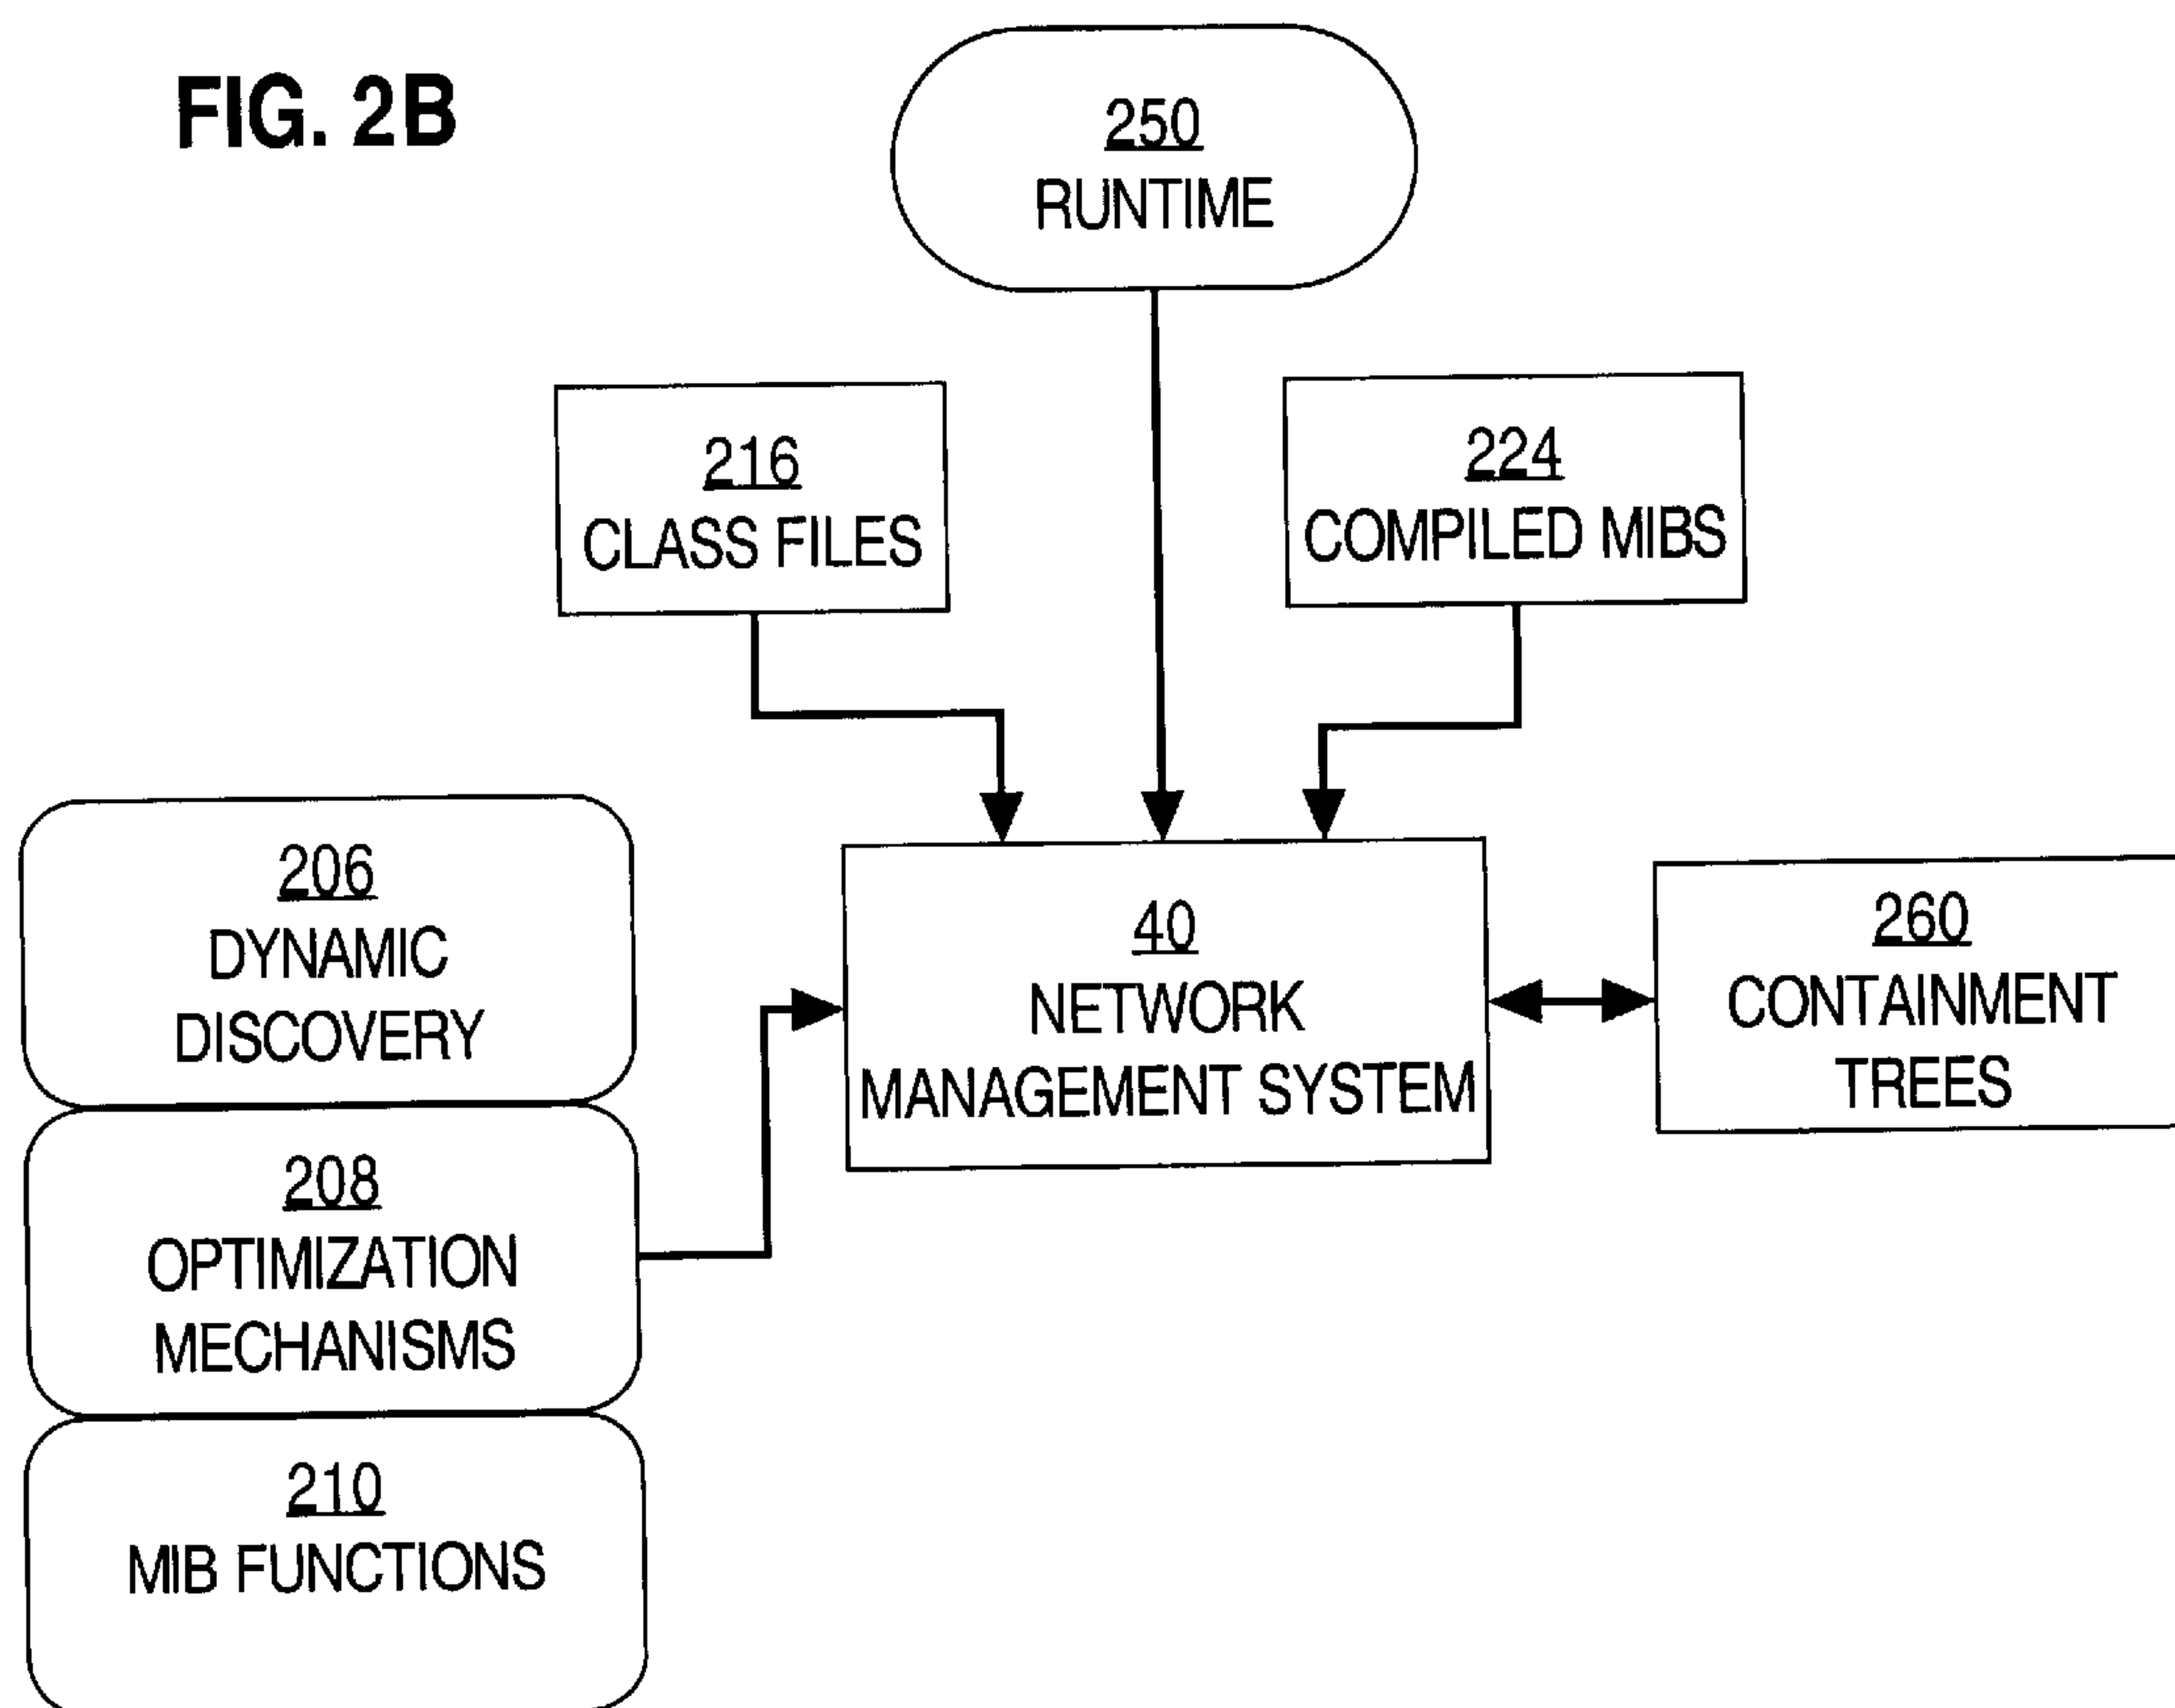 FIG. 2B
250
RUNTIME
216
CLASS FILES
224
COMPILED MIBS
206
DYNAMIC
DISCOVERY
40
NETWORK
MANAGEMENT SYSTEM
260
CONTAINMENT
TREES
208
OPTIMIZATION
MECHANISMS
210
MIB FUNCTIONS